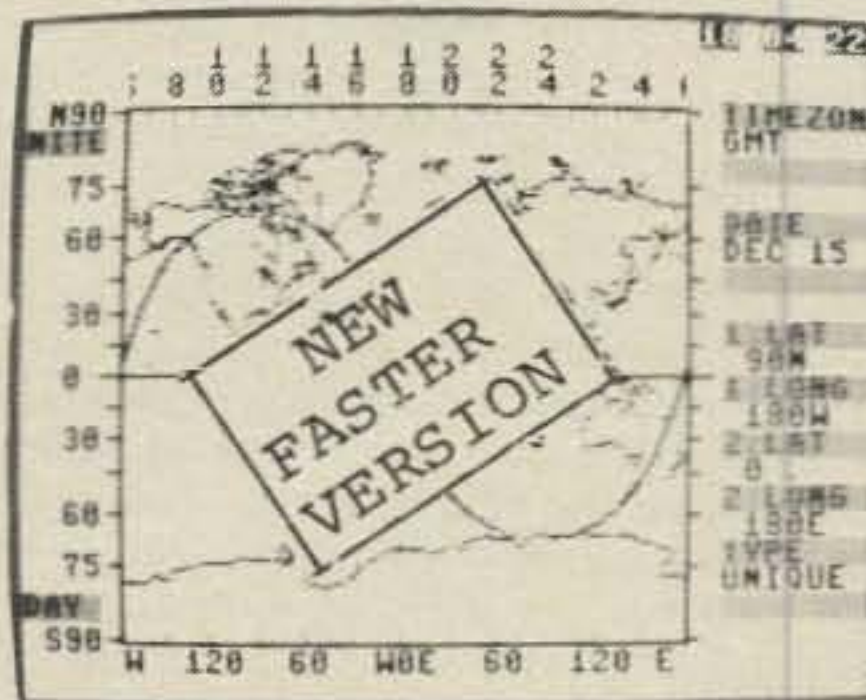 1 1 1 1 1 2 2 2
8 0 2 4 6 8 0 2 4 2 4
N90
NITE
75
60
30
0
30
60
75
DAY
S90
W 120 60 W0E 60 120 E
NEW
FASTER
VERSION
TIMEZON
GMT
DATE
DEC 15
1 LAT
90N
1 LONG
180W
2 LAT
0
2 LONG
180E
TYPE
UNIQUE